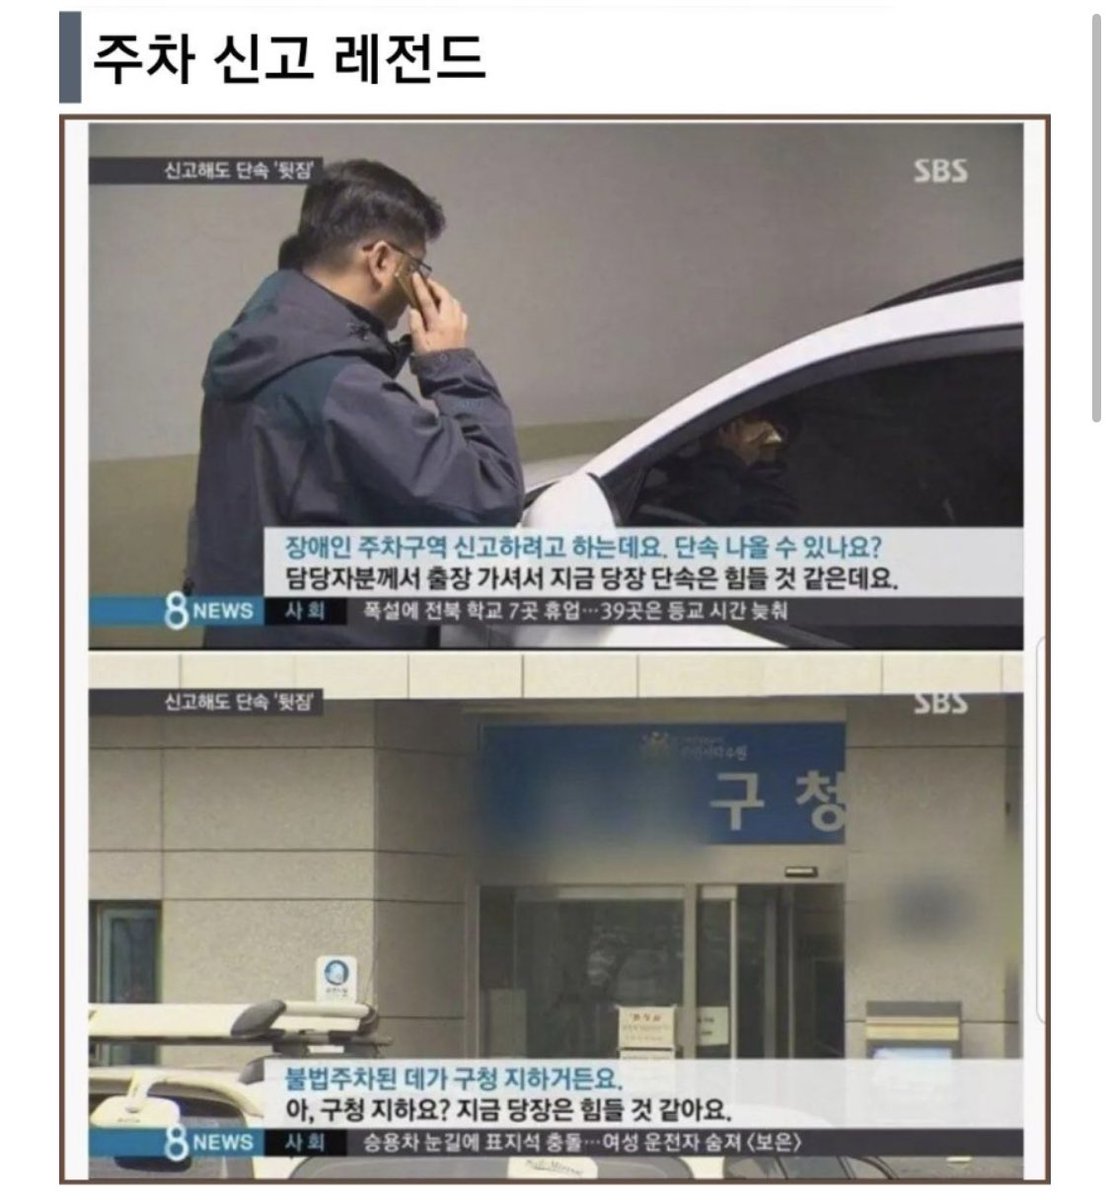 주차 신고 레전드
신고해도 단속 '뒷짐'
SBS
장애인 주차구역 신고하려고 하는데요. 단속 나올 수 있나요?
담당자분께서 출장 가셔서 지금 당장 단속은 힘들 것 같은데요.
8 NEWS 사회 폭설에 전북 학교 7곳 휴업…39곳은 등교 시간 늦춰
신고해도 단속 '뒷짐'
SBS
구청
불법주차된 데가 구청 지하거든요.
아, 구청 지하요? 지금 당장은 힘들 것 같아요.
8 NEWS 사회 승용차 눈길에 표지석 충돌…여성 운전자 숨져 〈보은〉